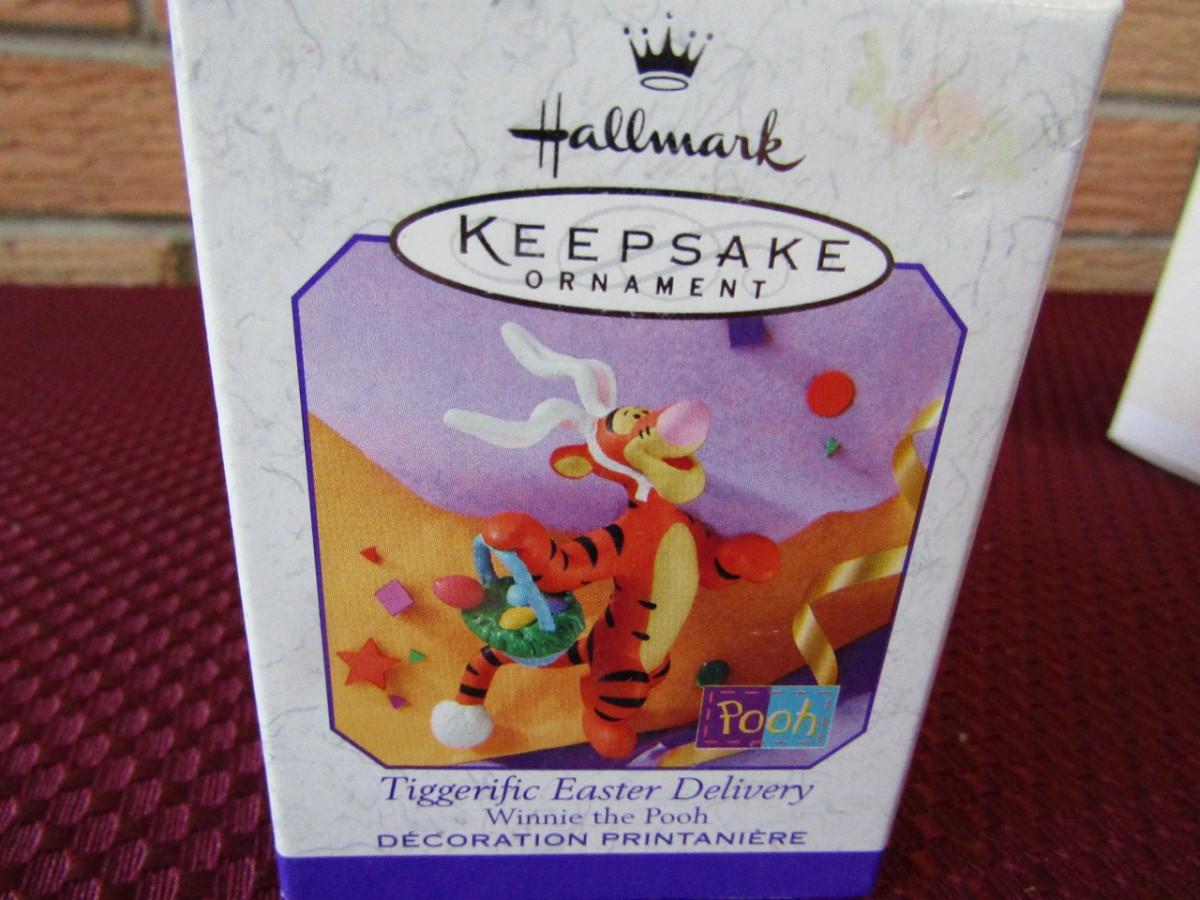 Hallmark
KEEPSAKE
ORNAMENT
Pooh
Tiggerific Easter Delivery
Winnie the Pooh
DÉCORATION PRINTANIÈRE